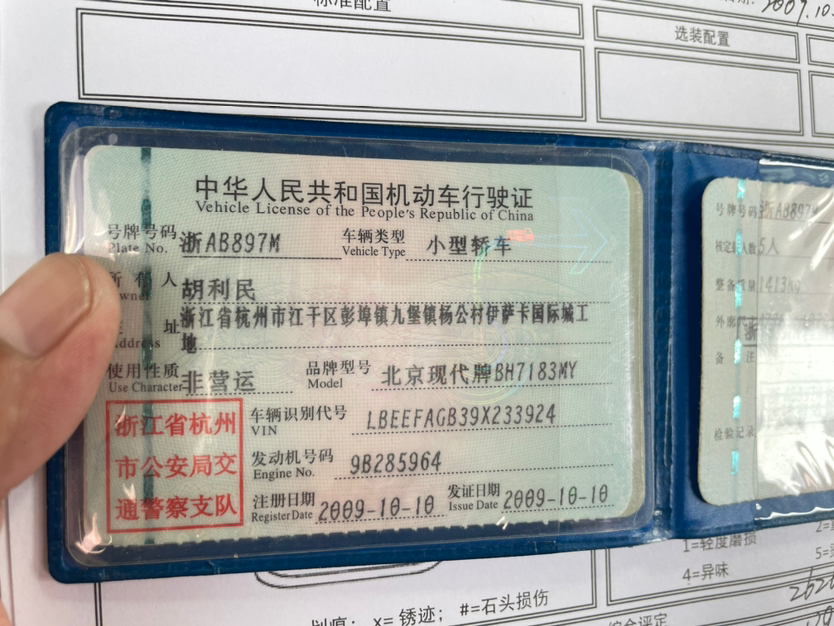 标准配置
2009.10
选装配置
中华人民共和国机动车行驶证
Vehicle License of the People's Republic of China
号牌号码 浙AB897M 车辆类型 小型轿车
Plate No. Vehicle Type
所有人 胡利民
Owner
住址 浙江省杭州市江干区彭埠镇九堡镇杨公村伊萨卡国际城工
Address 地
使用性质 非营运 品牌型号 北京现代牌BH7183MY
Use Character Model
浙江省杭州
市公安局交
通警察支队
车辆识别代号 LBEEFAGB39X233924
VIN
发动机号码 9B285964
Engine No.
注册日期 2009-10-10 发证日期 2009-10-10
Register Date Issue Date
号牌号码 浙AB897M
核定载人数 5人
整备质量 1413kg
外廓
备注 浙
检验记录
1=轻度磨损
4=异味
划痕; x= 锈迹; #=石头损伤
综合评定